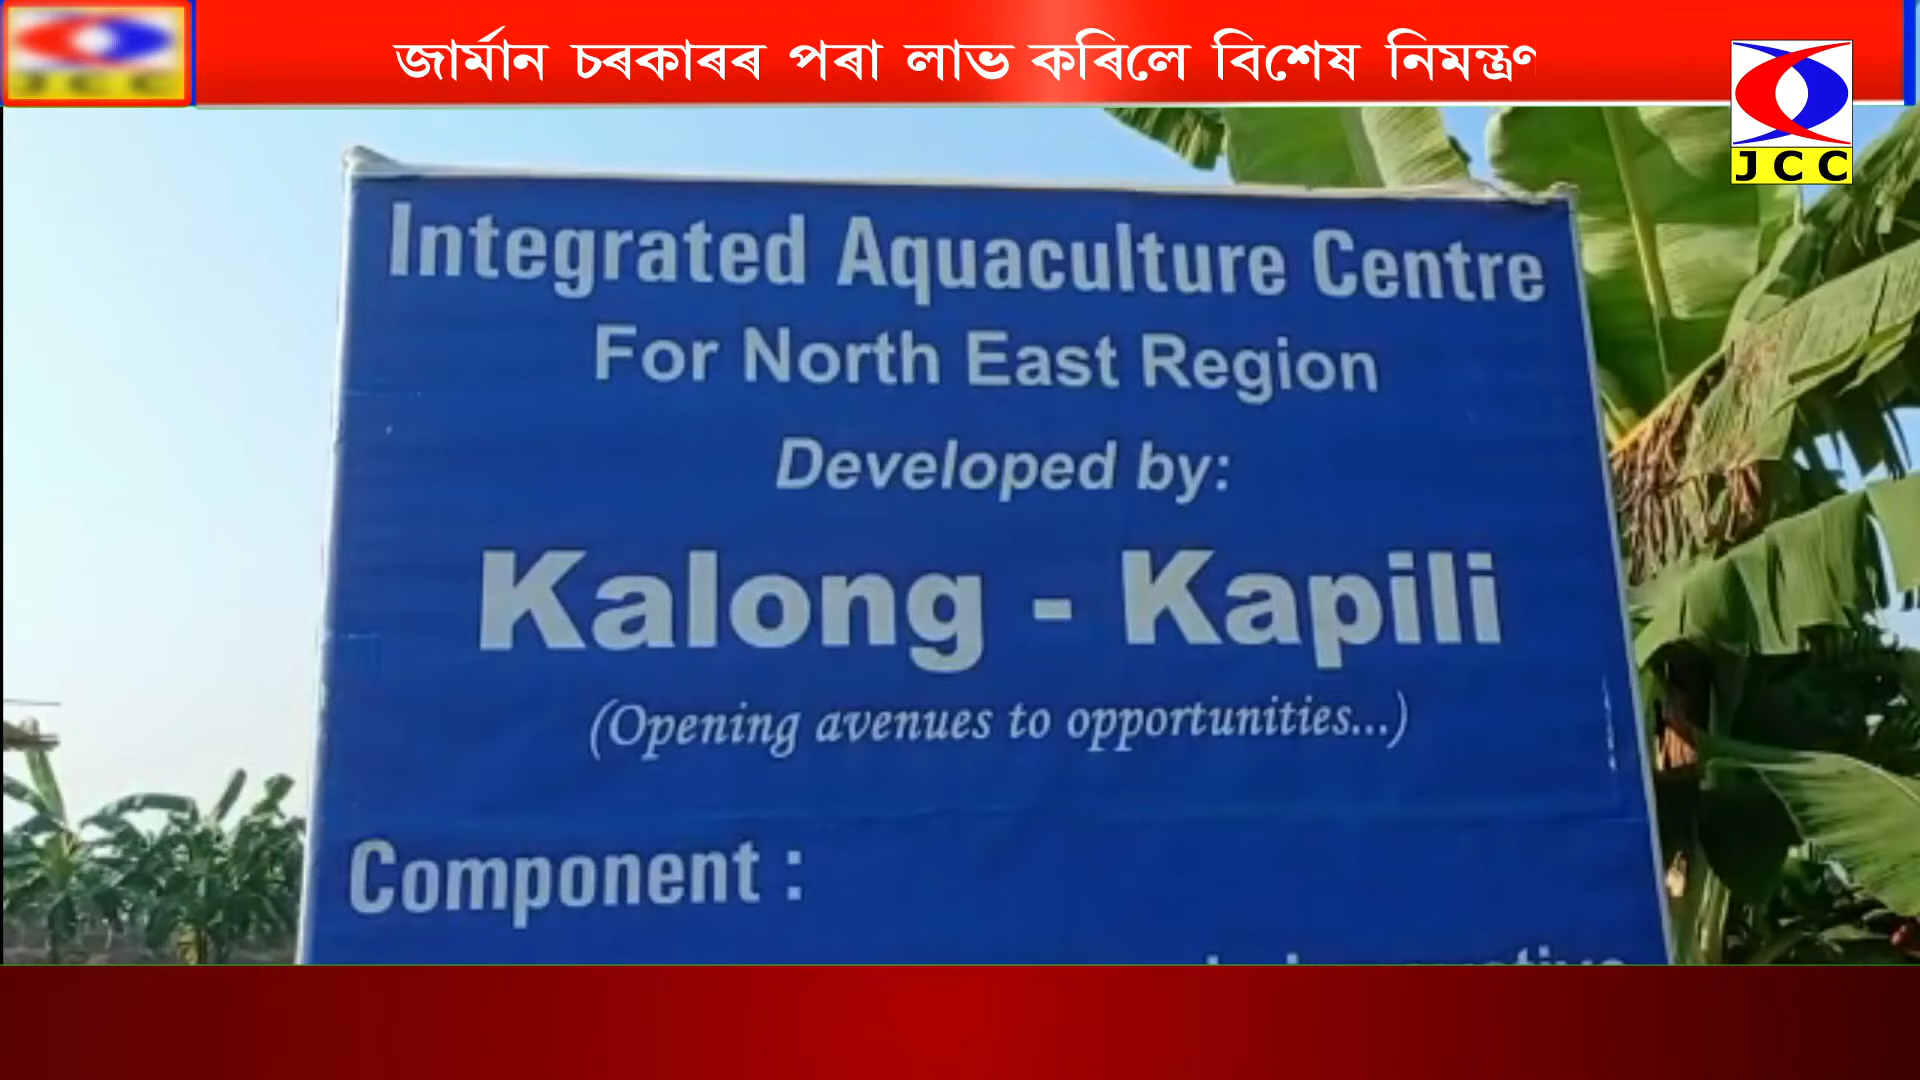 জাৰ্মান চৰকাৰৰ পৰা লাভ কৰিলে বিশেষ নিমন্ত্ৰণ
JCC
JCC
Integrated Aquaculture Centre
For North East Region
Developed by:
Kalong - Kapili
(Opening avenues to opportunities...)
Component :